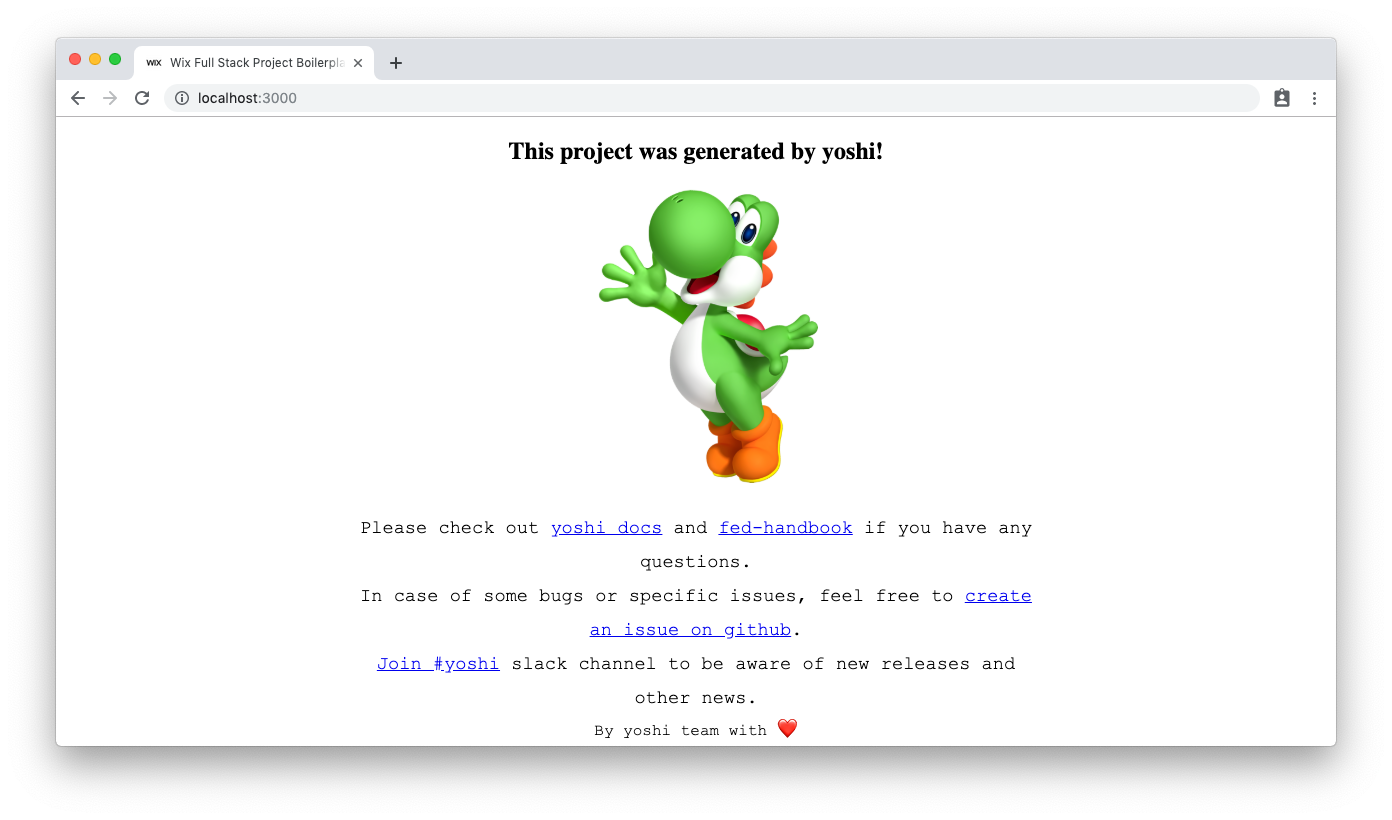 WIX Wix Full Stack Project Boilerpla
localhost:3000
This project was generated by yoshi!
Please check out yoshi docs and fed-handbook if you have any
questions.
In case of some bugs or specific issues, feel free to create
an issue on github.
Join #yoshi slack channel to be aware of new releases and
other news.
By yoshi team with ❤️